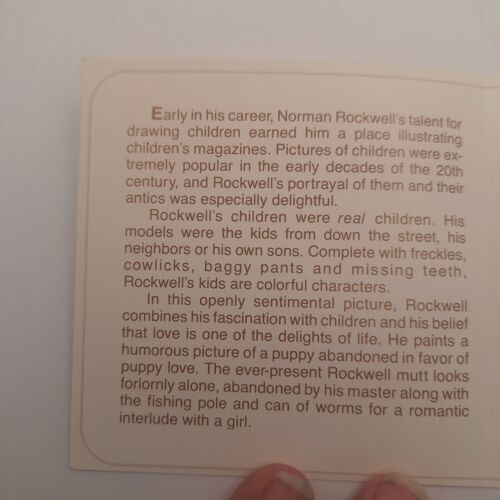 Early in his career, Norman Rockwell's talent for
drawing children earned him a place illustrating
children's magazines. Pictures of children were ex-
tremely popular in the early decades of the 20th
century, and Rockwell's portrayal of them and their
antics was especially delightful.
Rockwell's children were real children. His
models were the kids from down the street, his
neighbors or his own sons. Complete with freckles,
cowlicks, baggy pants and missing teeth,
Rockwell's kids are colorful characters.
In this openly sentimental picture, Rockwell
combines his fascination with children and his belief
that love is one of the delights of life. He paints a
humorous picture of a puppy abandoned in favor of
puppy love. The ever-present Rockwell mutt looks
forlornly alone, abandoned by his master along with
the fishing pole and can of worms for a romantic
interlude with a girl.